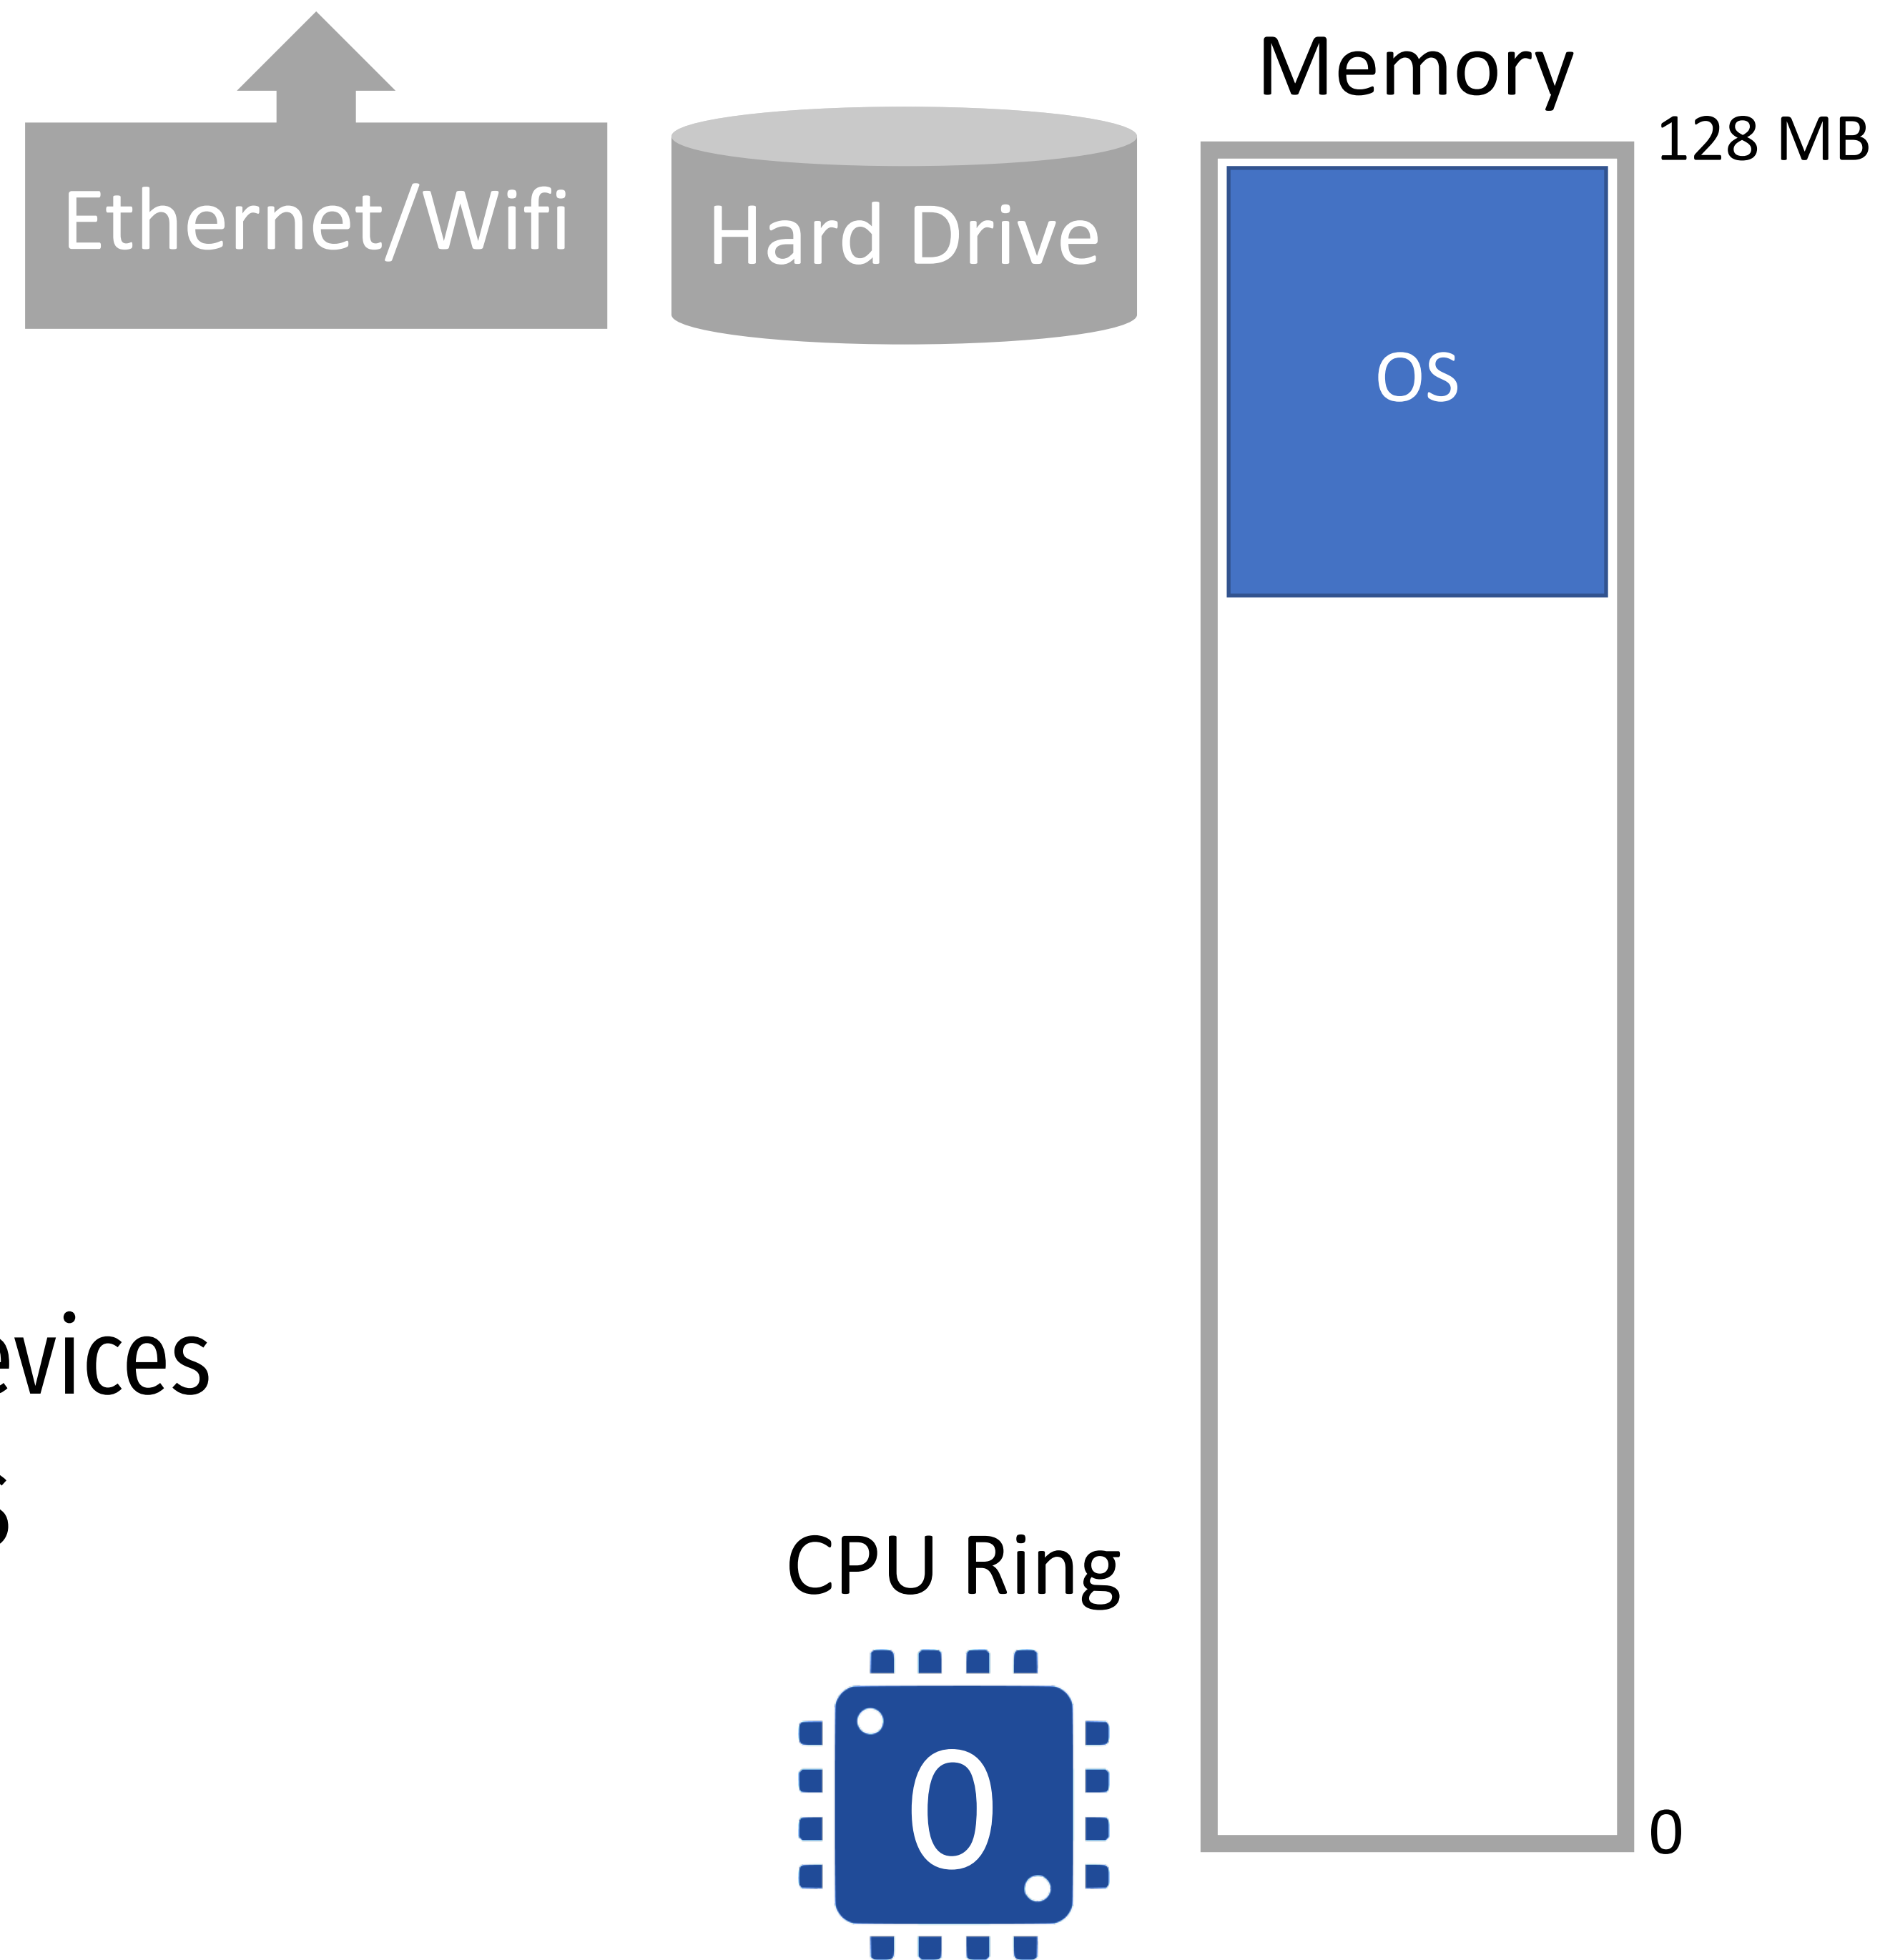 Memory
128 MB
Ethernet/Wifi
Hard Drive
OS
evices
CPU Ring
0
0